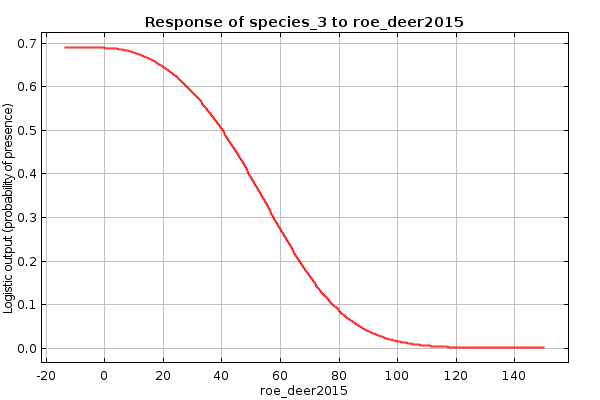 Response of species_3 to roe_deer2015
Logistic output (probability of presence)
0.7
0.6
0.5
0.4
0.3
0.2
0.1
0.0
-20 0 20 40 60 80 100 120 140
roe_deer2015